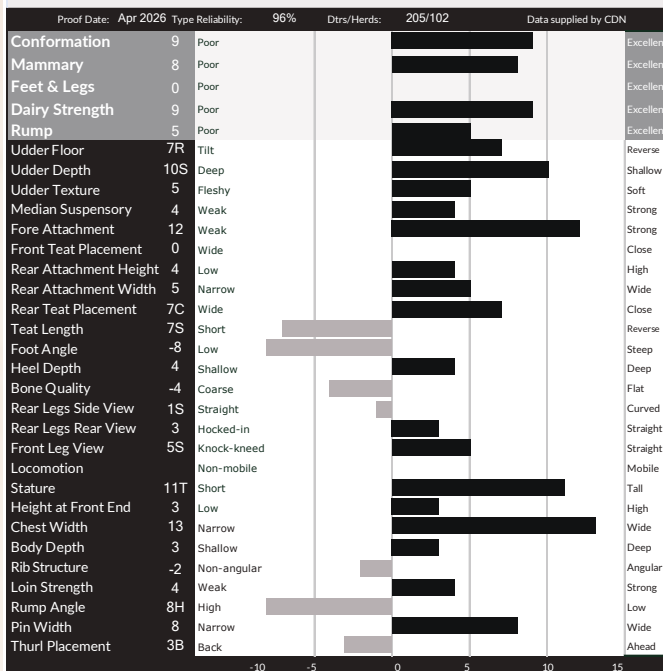 Proof Date: Apr 2026 Type Reliability: 96% Dtrs/Herds: 205/102 Data supplied by CDN
Conformation 9 Poor Excellen
Mammary 8 Poor Excellen
Feet & Legs 0 Poor Excellen
Dairy Strength 9 Poor Excellen
Rump 5 Poor Excellen
Udder Floor 7R Tilt Reverse
Udder Depth 10S Deep Shallow
Udder Texture 5 Fleshy Soft
Median Suspensory 4 Weak Strong
Fore Attachment 12 Weak Strong
Front Teat Placement 0 Wide Close
Rear Attachment Height 4 Low High
Rear Attachment Width 5 Narrow Wide
Rear Teat Placement 7C Wide Close
Teat Length 7S Short Reverse
Foot Angle -8 Low Steep
Heel Depth 4 Shallow Deep
Bone Quality -4 Coarse Flat
Rear Legs Side View 1S Straight Curved
Rear Legs Rear View 3 Hocked-in Straight
Front Leg View 5S Knock-kneed Straight
Locomotion Non-mobile Mobile
Stature 11T Short Tall
Height at Front End 3 Low High
Chest Width 13 Narrow Wide
Body Depth 3 Shallow Deep
Rib Structure -2 Non-angular Angular
Loin Strength 4 Weak Strong
Rump Angle 8H High Low
Pin Width 8 Narrow Wide
Thurl Placement 3B Back Ahead
-10 -5 0 5 10 15